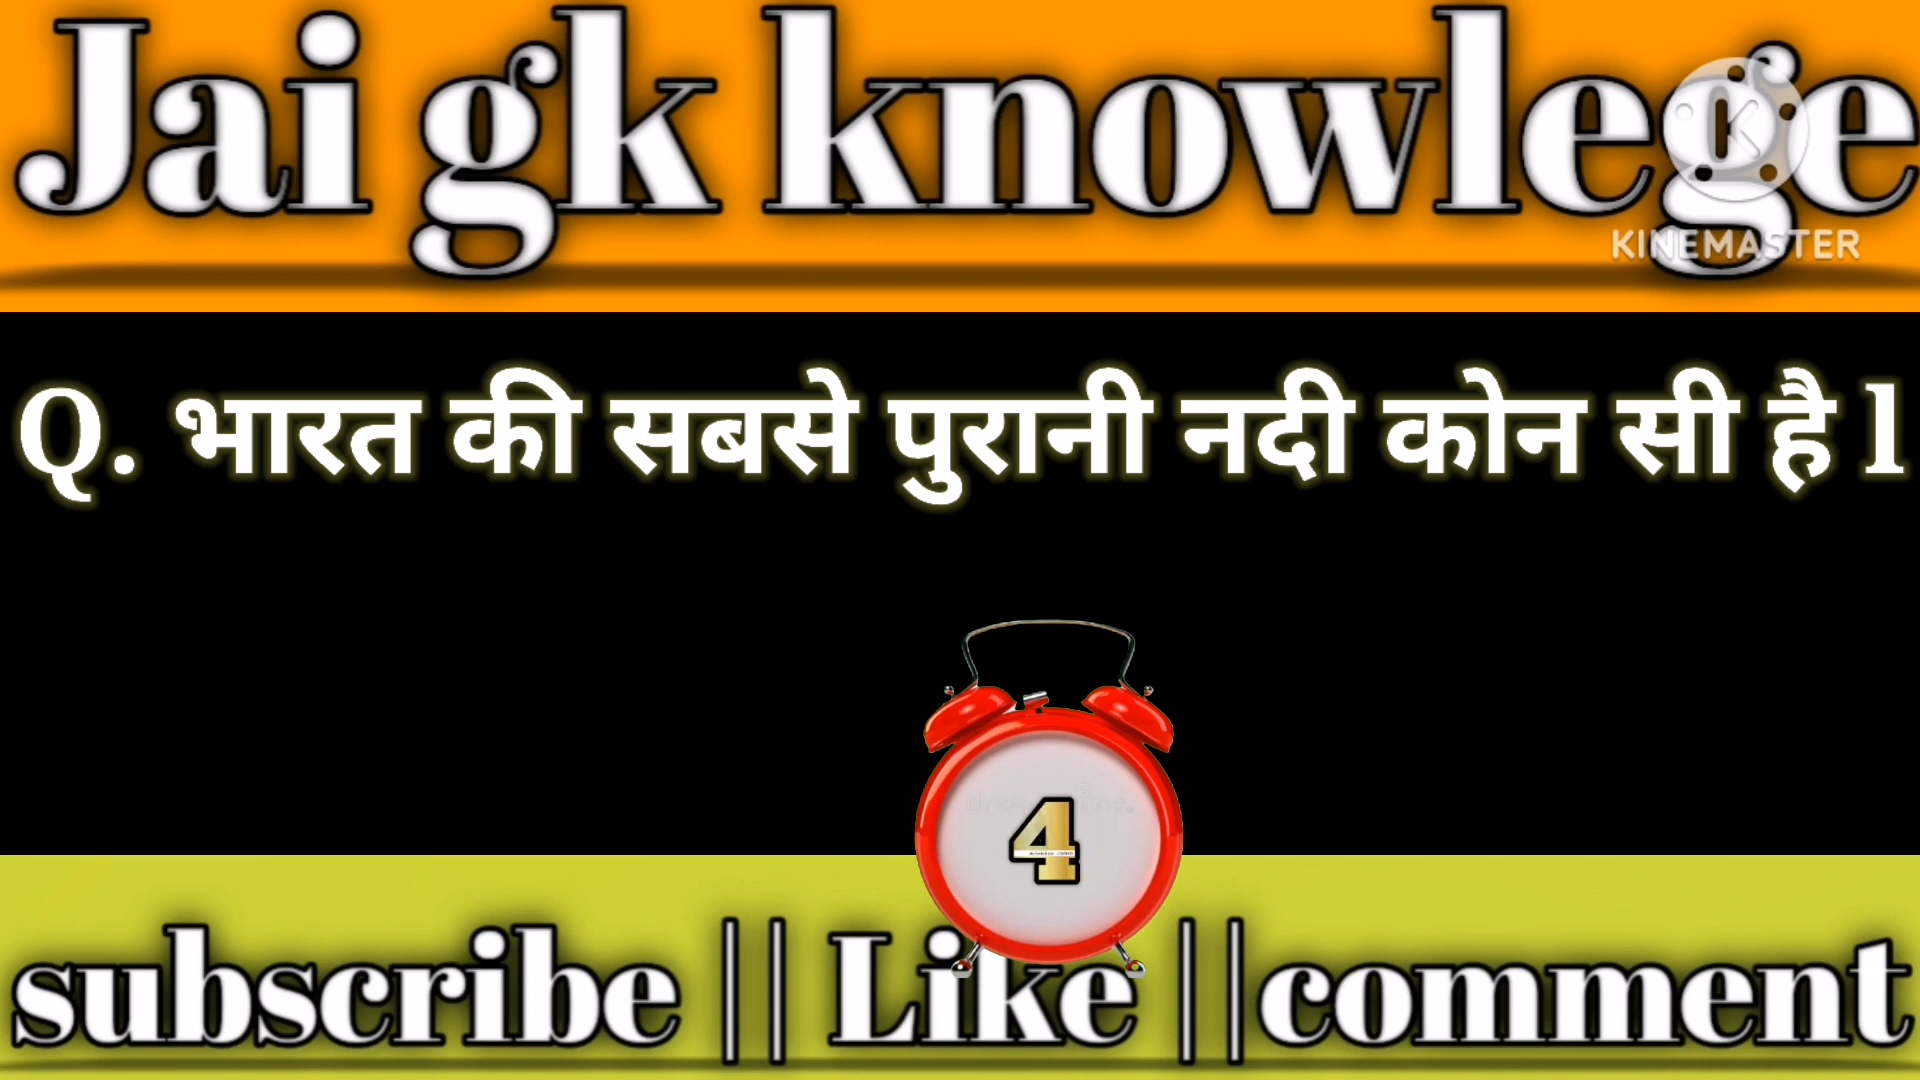 Jai gk knowlege
KINEMASTER
Q. भारत की सबसे पुरानी नदी कोन सी है l
4
subscribe || Like ||comment